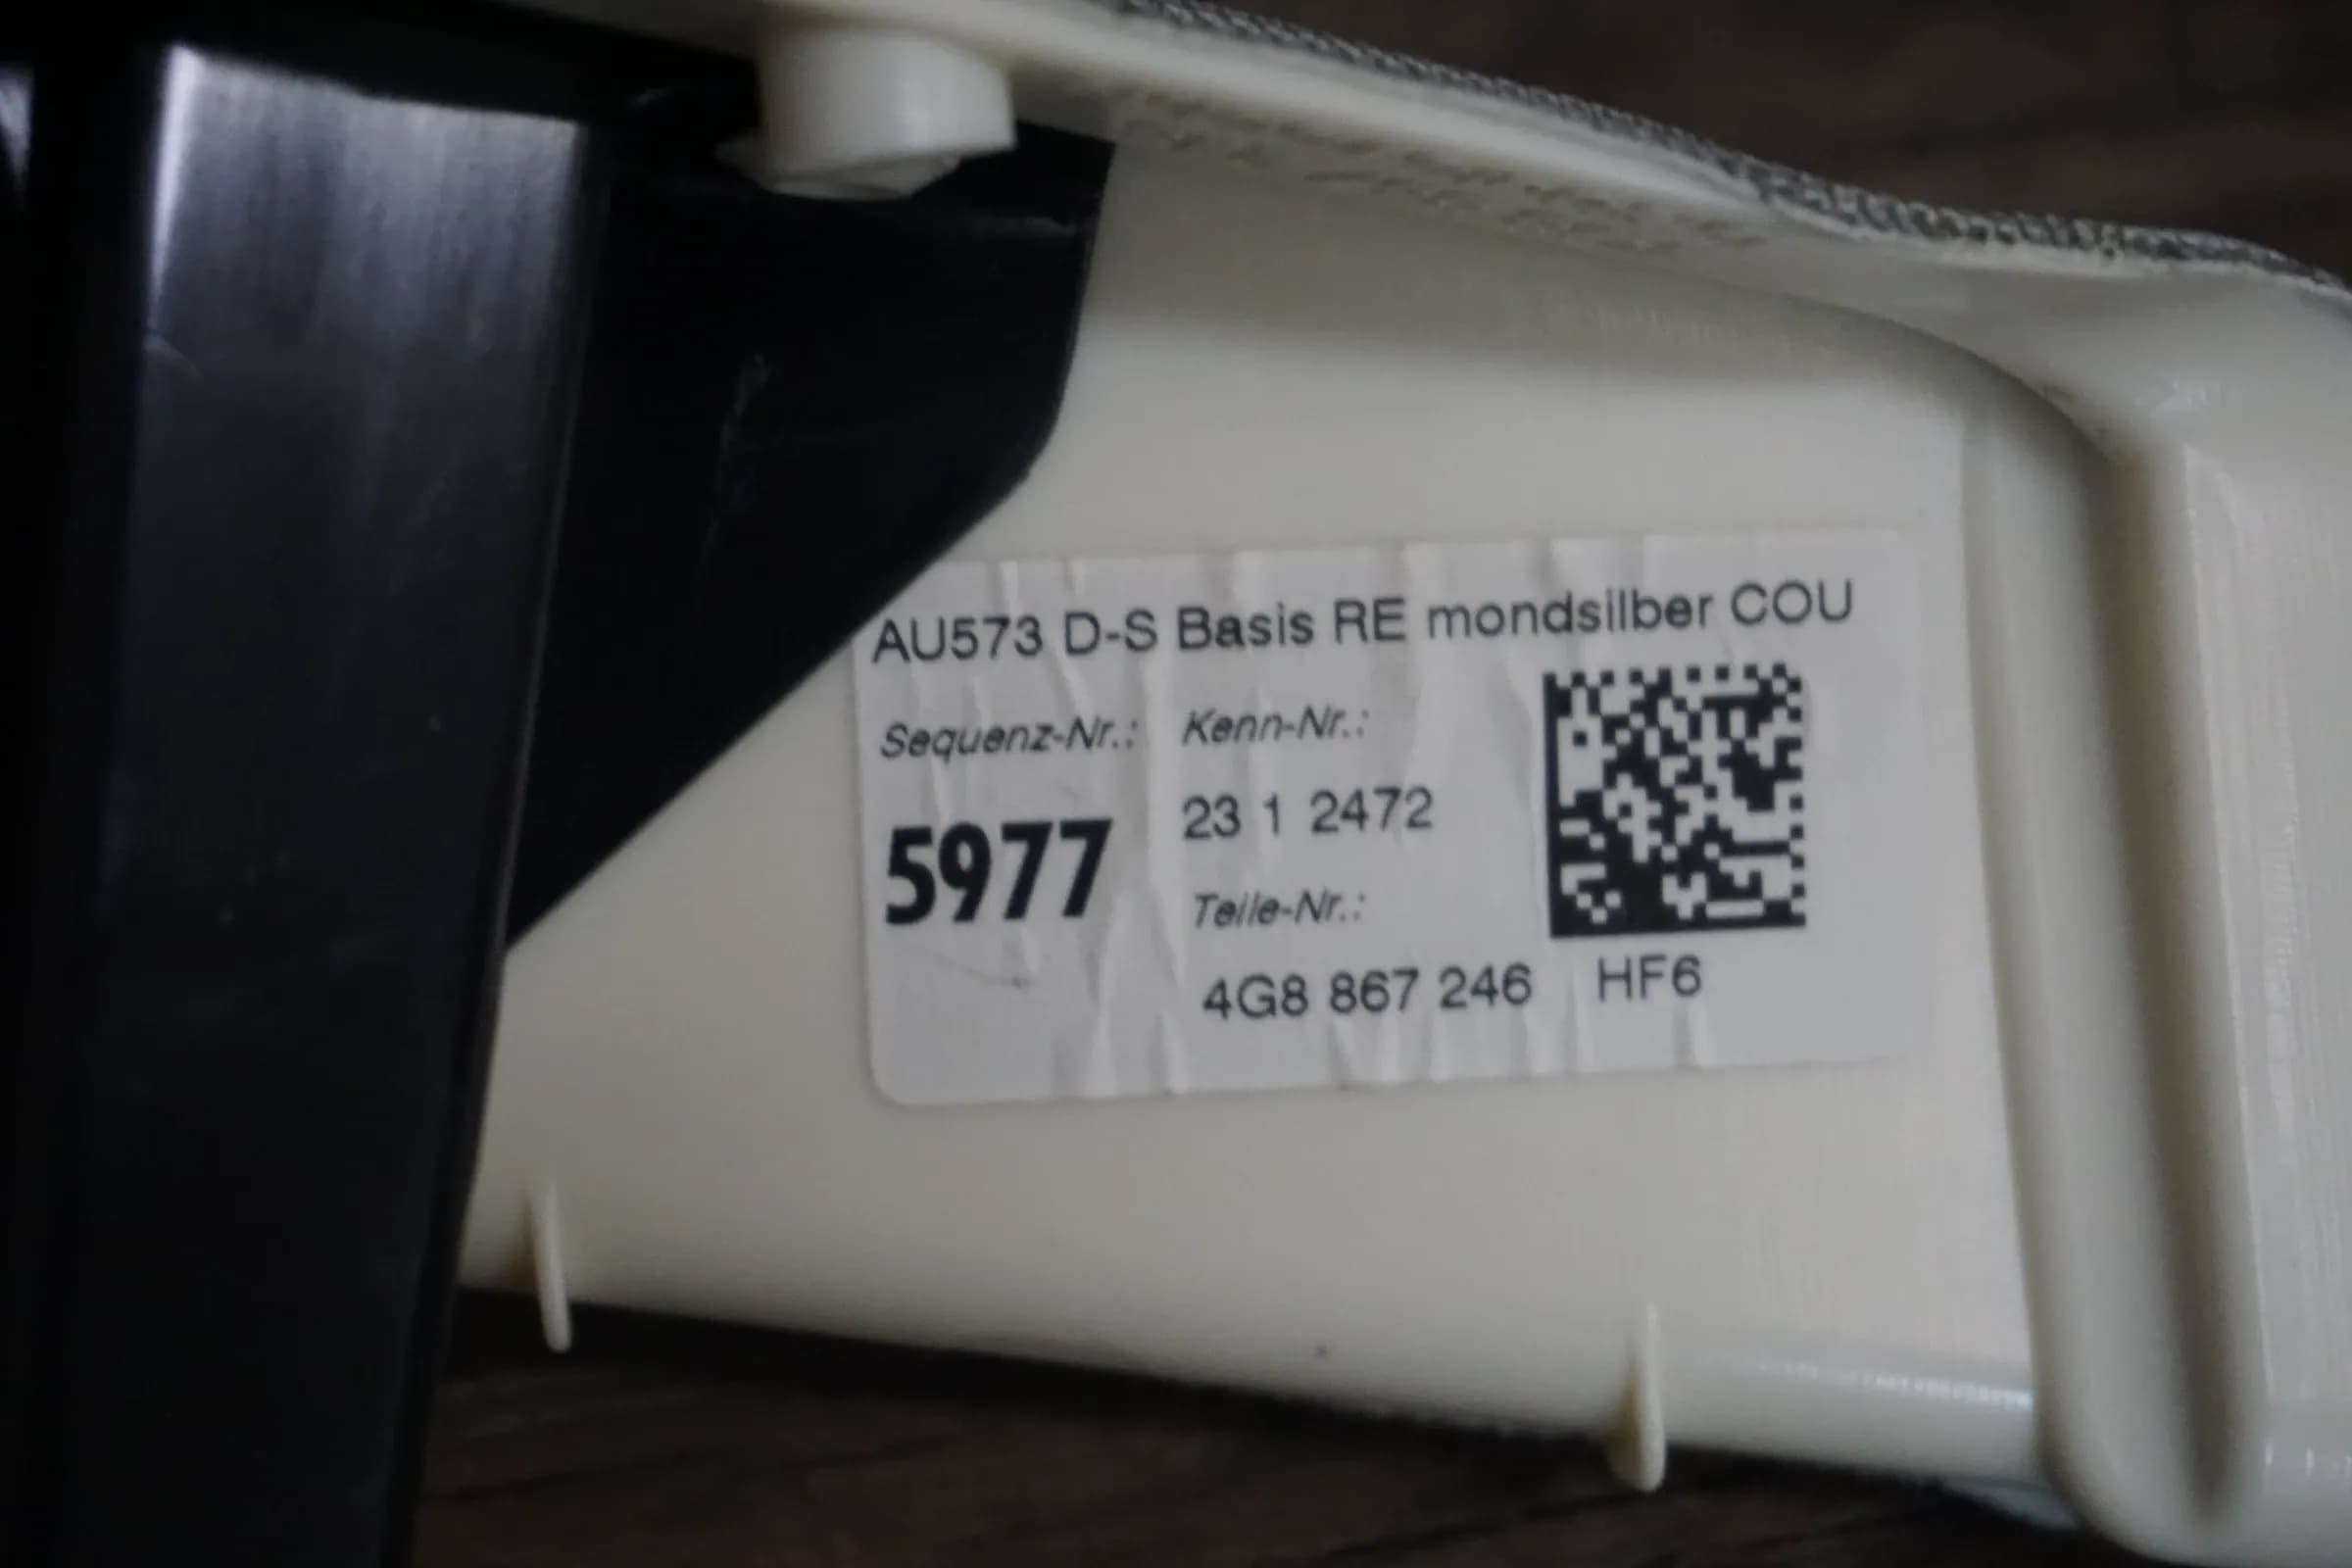 AU573 D-S Basis RE mondsilber COU
Sequenz-Nr.: Kenn-Nr.:
5977 23 1 2472
Teile-Nr.:
4G8 867 246 HF6